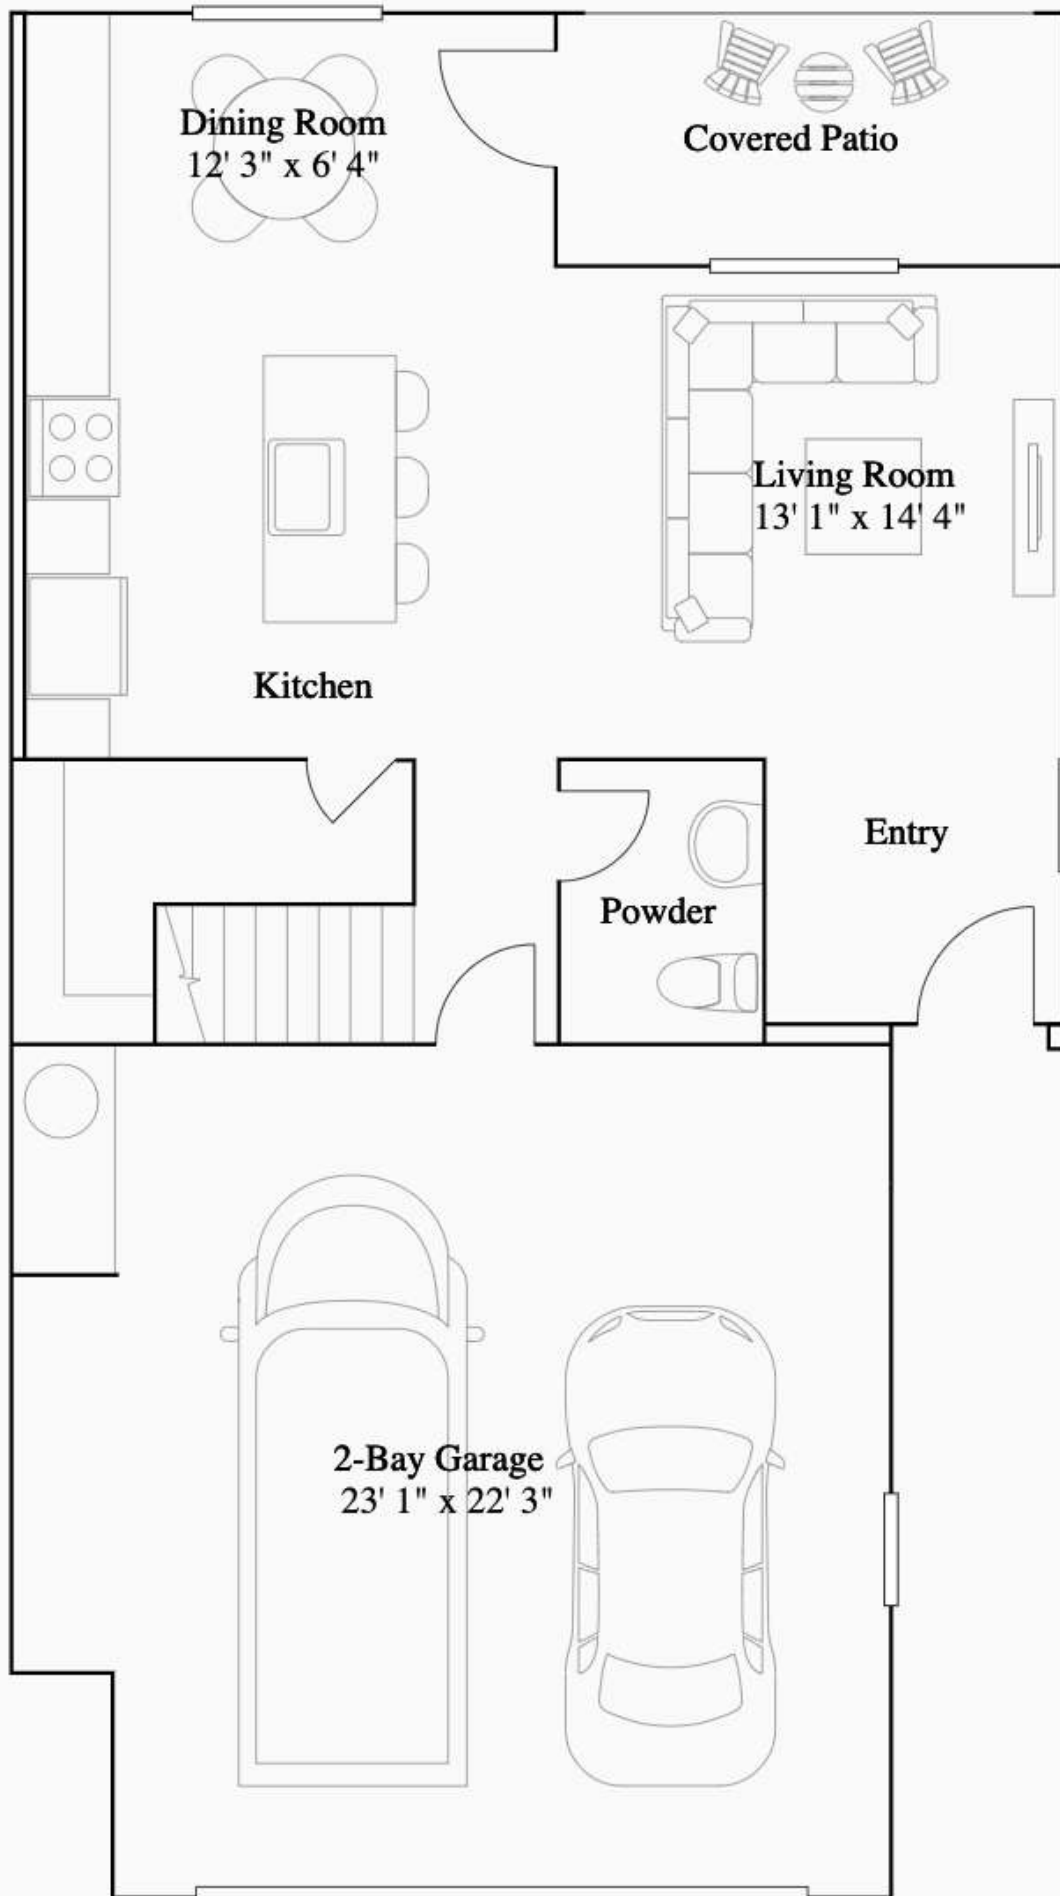 Dining Room
12' 3" x 6' 4"
Covered Patio
Living Room
13' 1" x 14' 4"
Kitchen
Entry
Powder
2-Bay Garage
23' 1" x 22' 3"